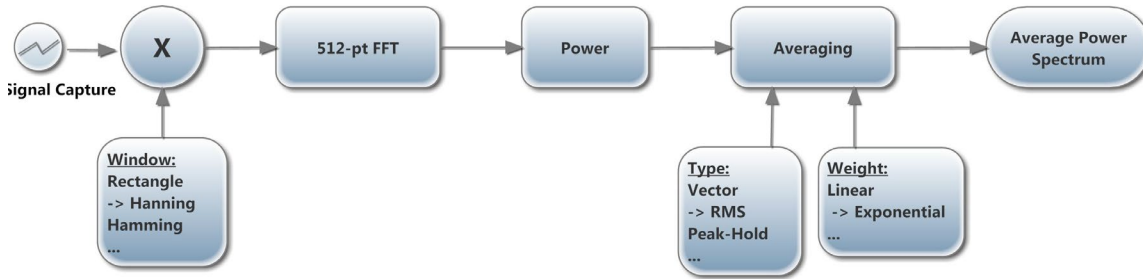 Signal Capture
X
512-pt FFT
Power
Averaging
Average Power
Spectrum
Window:
Rectangle
-> Hanning
Hamming
...
Type:
Vector
-> RMS
Peak-Hold
...
Weight:
Linear
-> Exponential
...